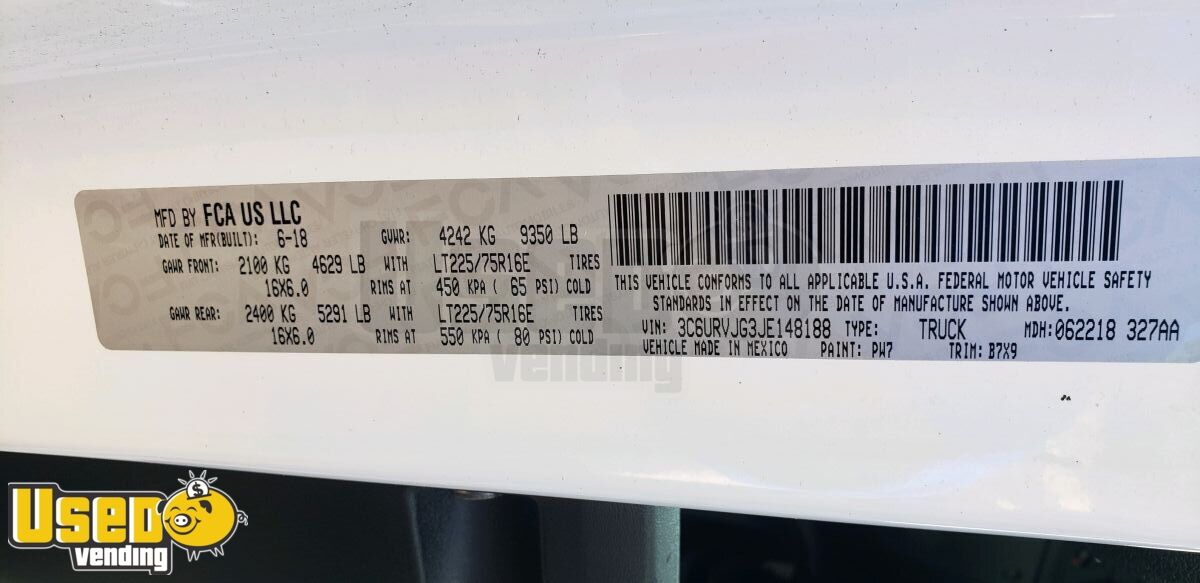 MFD BY FCA US LLC
DATE OF MFR(BUILT): 6-18 GVWR: 4242 KG 9350 LB
GAWR FRONT: 2100 KG 4629 LB WITH LT225/75R16E TIRES
16X6.0 RIMS AT 450 KPA ( 65 PSI) COLD
GAWR REAR: 2400 KG 5291 LB WITH LT225/75R16E TIRES
16X6.0 RIMS AT 550 KPA ( 80 PSI) COLD
THIS VEHICLE CONFORMS TO ALL APPLICABLE U.S.A. FEDERAL MOTOR VEHICLE SAFETY
STANDARDS IN EFFECT ON THE DATE OF MANUFACTURE SHOWN ABOVE.
VIN: 3C6URVJG3JE148188 TYPE: TRUCK MDH:062218 327AA
VEHICLE MADE IN MEXICO PAINT: PW7 TRIM: B7X9
Used
Vending
Used
vending